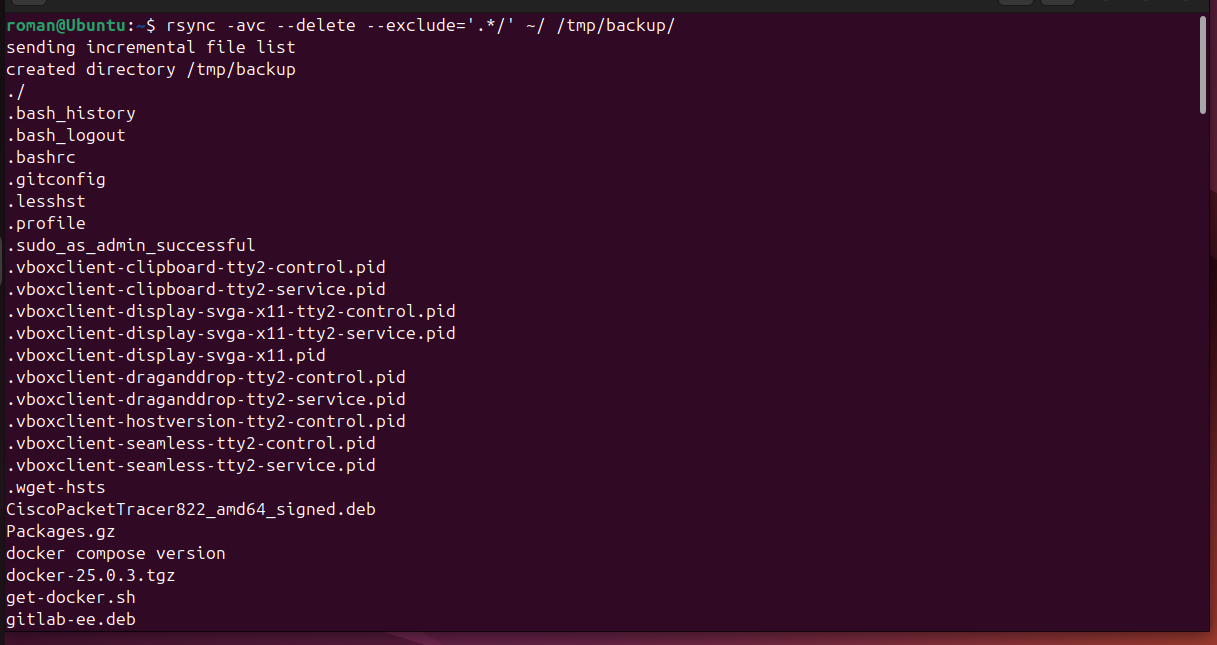 roman@Ubuntu:~$ rsync -avc --delete --exclude='.*/' ~/ /tmp/backup/
sending incremental file list
created directory /tmp/backup
./
.bash_history
.bash_logout
.bashrc
.gitconfig
.lesshst
.profile
.sudo_as_admin_successful
.vboxclient-clipboard-tty2-control.pid
.vboxclient-clipboard-tty2-service.pid
.vboxclient-display-svga-x11-tty2-control.pid
.vboxclient-display-svga-x11-tty2-service.pid
.vboxclient-display-svga-x11.pid
.vboxclient-draganddrop-tty2-control.pid
.vboxclient-draganddrop-tty2-service.pid
.vboxclient-hostversion-tty2-control.pid
.vboxclient-seamless-tty2-control.pid
.vboxclient-seamless-tty2-service.pid
.wget-hsts
CiscoPacketTracer822_amd64_signed.deb
Packages.gz
docker compose version
docker-25.0.3.tgz
get-docker.sh
gitlab-ee.deb